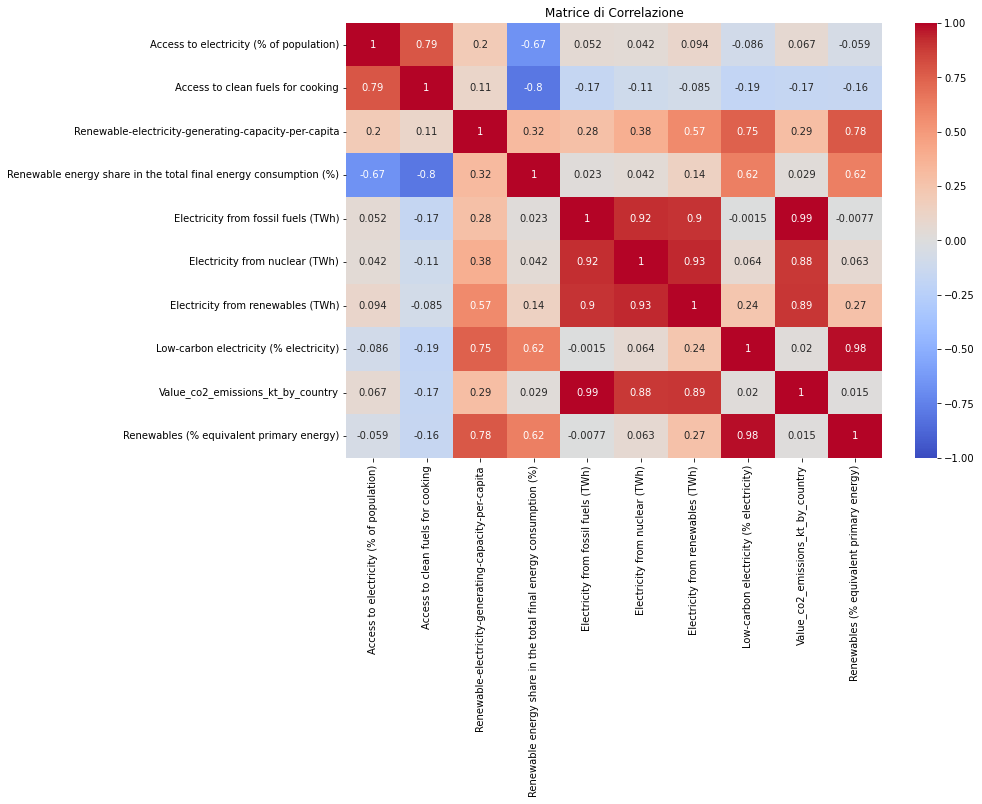 Matrice di Correlazione
Access to electricity (% of population) 1 0.79 0.2 -0.67 0.052 0.042 0.094 -0.086 0.067 -0.059
Access to clean fuels for cooking 0.79 1 0.11 -0.8 -0.17 -0.11 -0.085 -0.19 -0.17 -0.16
Renewable-electricity-generating-capacity-per-capita 0.2 0.11 1 0.32 0.28 0.38 0.57 0.75 0.29 0.78
Renewable energy share in the total final energy consumption (%) -0.67 -0.8 0.32 1 0.023 0.042 0.14 0.62 0.029 0.62
Electricity from fossil fuels (TWh) 0.052 -0.17 0.28 0.023 1 0.92 0.9 -0.0015 0.99 -0.0077
Electricity from nuclear (TWh) 0.042 -0.11 0.38 0.042 0.92 1 0.93 0.064 0.88 0.063
Electricity from renewables (TWh) 0.094 -0.085 0.57 0.14 0.9 0.93 1 0.24 0.89 0.27
Low-carbon electricity (% electricity) -0.086 -0.19 0.75 0.62 -0.0015 0.064 0.24 1 0.02 0.98
Value_co2_emissions_kt_by_country 0.067 -0.17 0.29 0.029 0.99 0.88 0.89 0.02 1 0.015
Renewables (% equivalent primary energy) -0.059 -0.16 0.78 0.62 -0.0077 0.063 0.27 0.98 0.015 1
Access to electricity (% of population)
Access to clean fuels for cooking
Renewable-electricity-generating-capacity-per-capita
Renewable energy share in the total final energy consumption (%)
Electricity from fossil fuels (TWh)
Electricity from nuclear (TWh)
Electricity from renewables (TWh)
Low-carbon electricity (% electricity)
Value_co2_emissions_kt_by_country
Renewables (% equivalent primary energy)
1.00
0.75
0.50
0.25
0.00
−0.25
−0.50
−0.75
−1.00